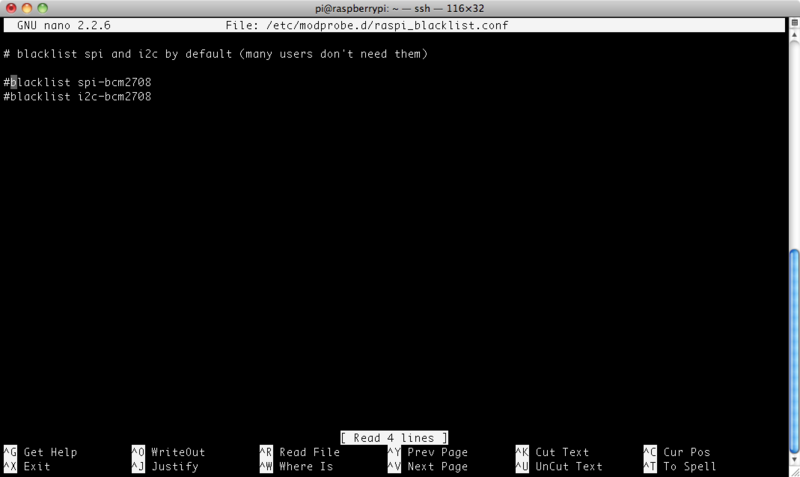 pi@raspberrypi: ~ — ssh — 116×32
GNU nano 2.2.6 File: /etc/modprobe.d/raspi_blacklist.conf
# blacklist spi and i2c by default (many users don't need them)
#blacklist spi-bcm2708
#blacklist i2c-bcm2708
[ Read 4 lines ]
^G Get Help ^O WriteOut ^R Read File ^Y Prev Page ^K Cut Text ^C Cur Pos
^X Exit ^J Justify ^W Where Is ^V Next Page ^U UnCut Text ^T To Spell